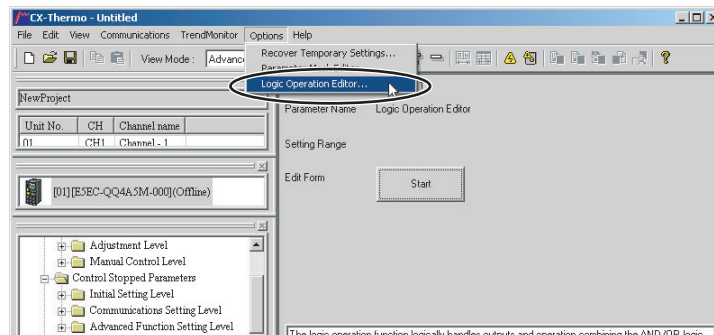 CX-Thermo - Untitled
File Edit View Communications TrendMonitor Options Help
View Mode : Advanc
Recover Temporary Settings...
Logic Operation Editor...
NewProject
Parameter Name Logic Operation Editor
Unit No. CH Channel name
01 CH1 Channel - 1
Setting Range
Edit Form Start
[01][E5EC-QQ4A5M-000](Offline)
Adjustment Level
Manual Control Level
Control Stopped Parameters
Initial Setting Level
Communications Setting Level
Advanced Function Setting Level
The logic operation function logically handles outputs and operation combining the AND/OR logic